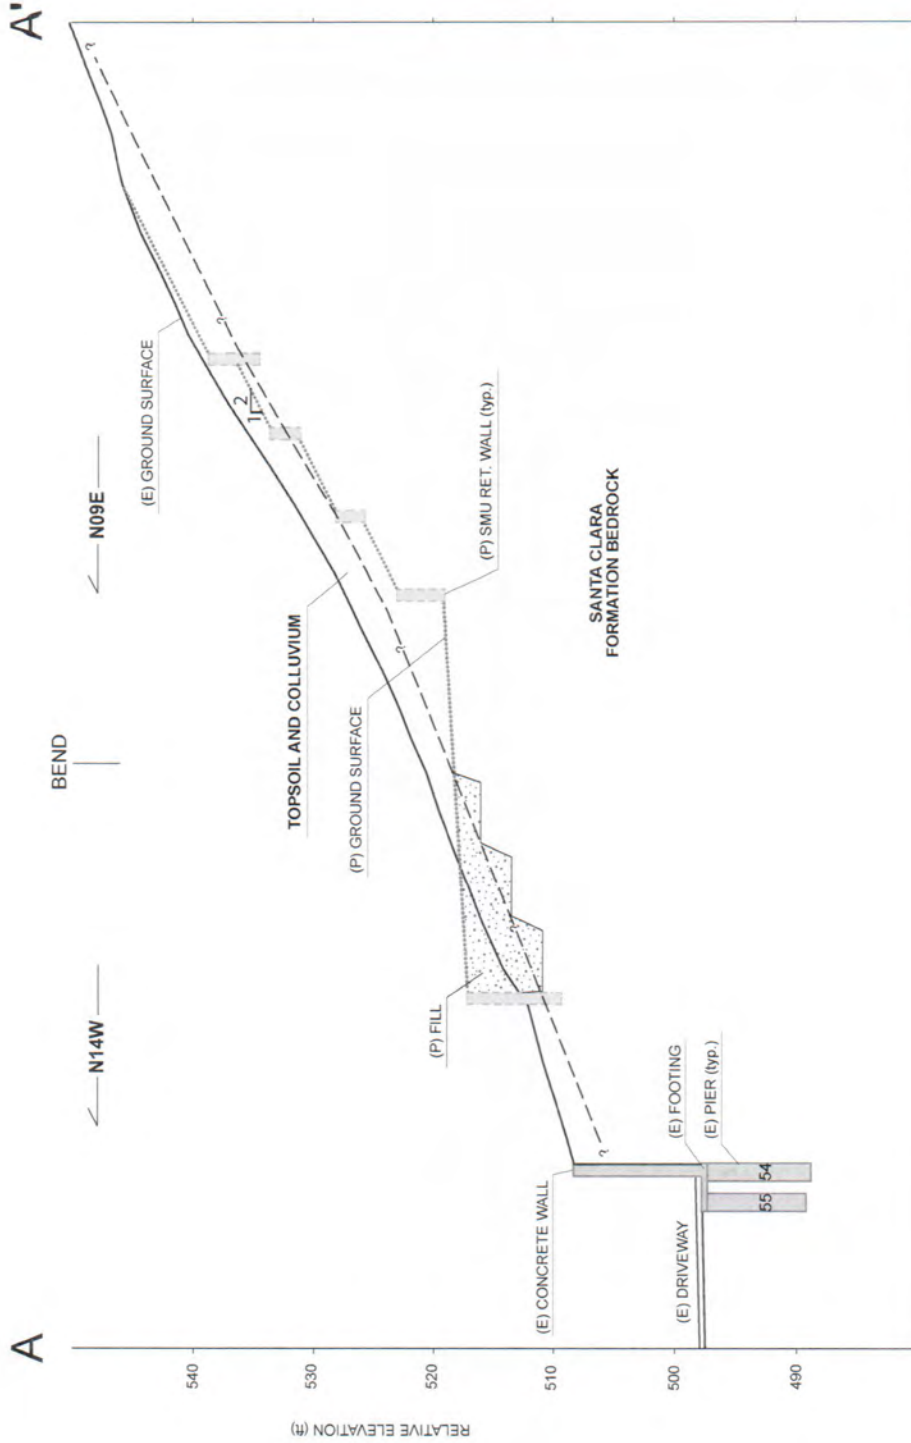 A
A'
BEND
N14W
N09E
(E) GROUND SURFACE
TOPSOIL AND COLLUVIUM
(P) GROUND SURFACE
1
2
(P) FILL
(P) SMU RET. WALL (typ.)
SANTA CLARA
FORMATION BEDROCK
(E) CONCRETE WALL
(E) DRIVEWAY
(E) FOOTING
(E) PIER (typ.)
55
54
?
?
?
?
?
540
530
520
510
500
490
RELATIVE ELEVATION (ft)